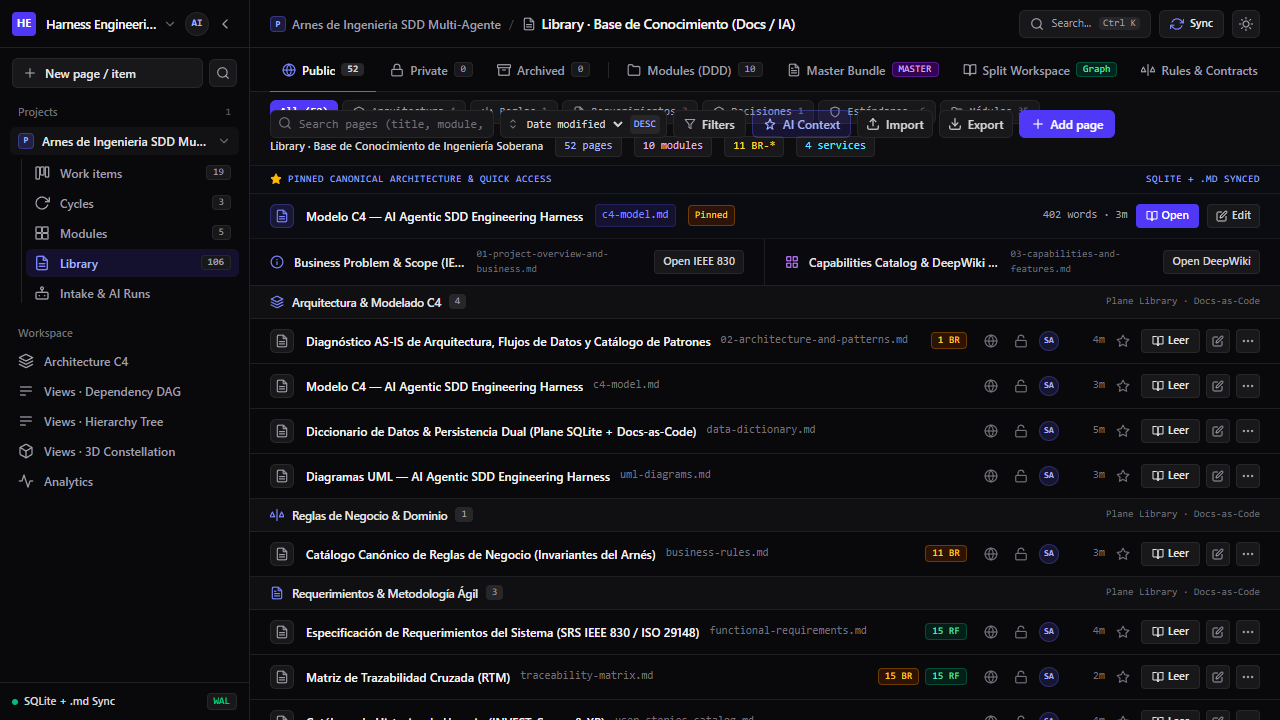 HE Harness Engineeri... AI
New page / item
Projects 1
P Arnes de Ingenieria SDD Mu...
Work items 19
Cycles 3
Modules 5
Library 106
Intake & AI Runs
Workspace
Architecture C4
Views · Dependency DAG
Views · Hierarchy Tree
Views · 3D Constellation
Analytics
SQLite + .md Sync WAL
P Arnes de Ingenieria SDD Multi-Agente / Library · Base de Conocimiento (Docs / IA)
Search... Ctrl K Sync
Public 52 Private 0 Archived 0 Modules (DDD) 10 Master Bundle MASTER Split Workspace Graph Rules & Contracts
Search pages (title, module, Date modified DESC Filters AI Context Import Export Add page
Library · Base de Conocimiento de Ingeniería Soberana 52 pages 10 modules 11 BR-* 4 services
PINNED CANONICAL ARCHITECTURE & QUICK ACCESS SQLITE + .MD SYNCED
Modelo C4 — AI Agentic SDD Engineering Harness c4-model.md Pinned 402 words · 3m Open Edit
Business Problem & Scope (IE... 01-project-overview-and-business.md Open IEEE 830
Capabilities Catalog & DeepWiki ... 03-capabilities-and-features.md Open DeepWiki
Arquitectura & Modelado C4 4 Plane Library · Docs-as-Code
Diagnóstico AS-IS de Arquitectura, Flujos de Datos y Catálogo de Patrones 02-architecture-and-patterns.md 1 BR SA 4m Leer
Modelo C4 — AI Agentic SDD Engineering Harness c4-model.md SA 3m Leer
Diccionario de Datos & Persistencia Dual (Plane SQLite + Docs-as-Code) data-dictionary.md SA 5m Leer
Diagramas UML — AI Agentic SDD Engineering Harness uml-diagrams.md SA 3m Leer
Reglas de Negocio & Dominio 1 Plane Library · Docs-as-Code
Catálogo Canónico de Reglas de Negocio (Invariantes del Arnés) business-rules.md 11 BR SA 3m Leer
Requerimientos & Metodología Ágil 3 Plane Library · Docs-as-Code
Especificación de Requerimientos del Sistema (SRS IEEE 830 / ISO 29148) functional-requirements.md 15 RF SA 4m Leer
Matriz de Trazabilidad Cruzada (RTM) traceability-matrix.md 15 BR 15 RF SA 2m Leer